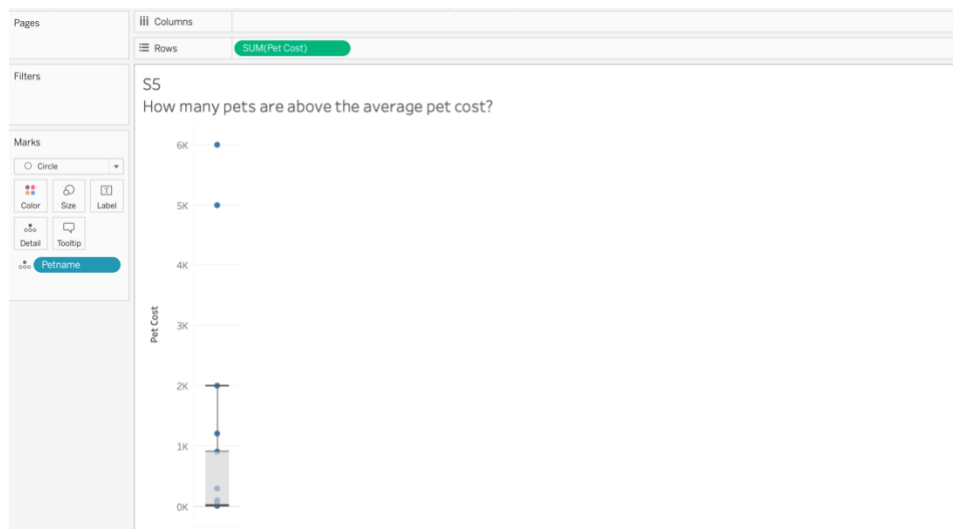 Pages
Columns
Rows
SUM(Pet Cost)
Filters
S5
How many pets are above the average pet cost?
Marks
Circle
Color
Size
Label
Detail
Tooltip
Petname
6K
5K
4K
3K
2K
1K
0K
Pet Cost